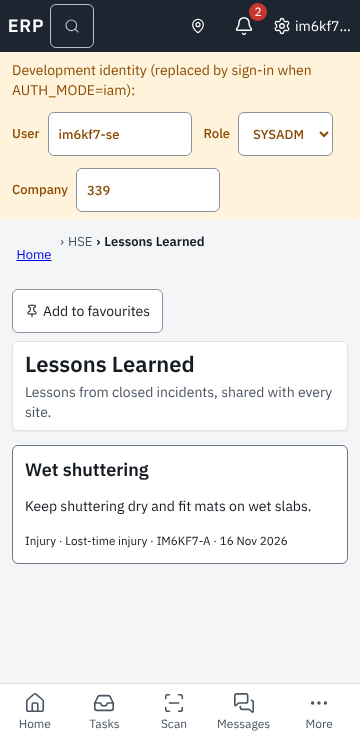 ERP
2
im6kf7…
Development identity (replaced by sign-in when
AUTH_MODE=iam):
User im6kf7-se Role SYSADM
Company 339
Home › HSE › Lessons Learned
Add to favourites
Lessons Learned
Lessons from closed incidents, shared with every
site.
Wet shuttering
Keep shuttering dry and fit mats on wet slabs.
Injury · Lost-time injury · IM6KF7-A · 16 Nov 2026
Home Tasks Scan Messages More